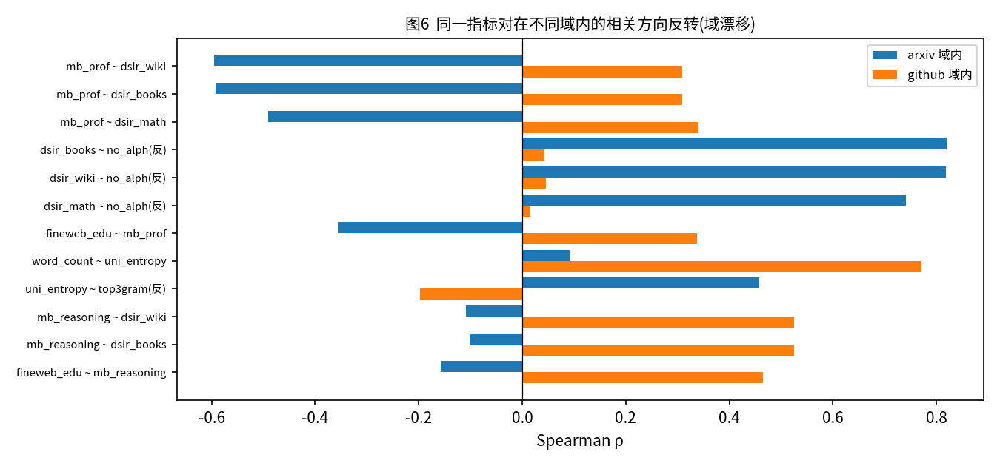 图6 同一指标对在不同域内的相关方向反转(域漂移)
arxiv 域内
github 域内
mb_prof ~ dsir_wiki
mb_prof ~ dsir_books
mb_prof ~ dsir_math
dsir_books ~ no_alph(反)
dsir_wiki ~ no_alph(反)
dsir_math ~ no_alph(反)
fineweb_edu ~ mb_prof
word_count ~ uni_entropy
uni_entropy ~ top3gram(反)
mb_reasoning ~ dsir_wiki
mb_reasoning ~ dsir_books
fineweb_edu ~ mb_reasoning
-0.6 -0.4 -0.2 0.0 0.2 0.4 0.6 0.8
Spearman ρ